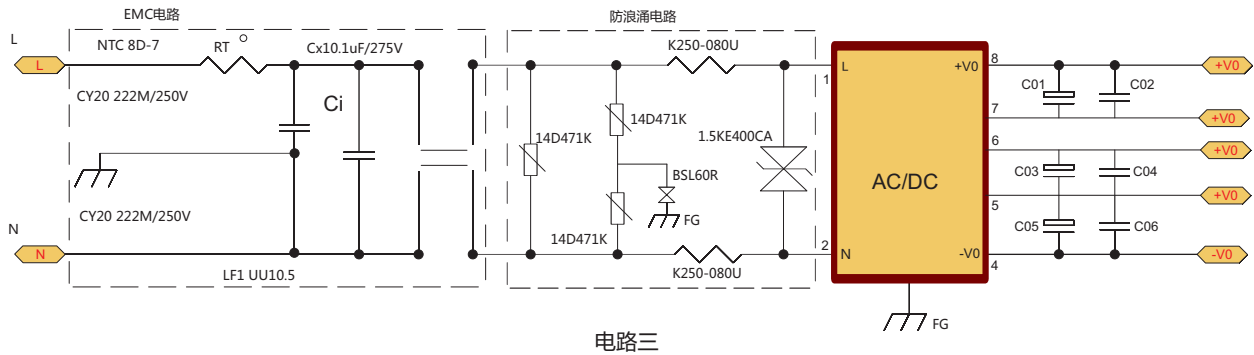 EMC电路
防浪涌电路
L
NTC 8D-7
RT
Cx10.1uF/275V
K250-080U
L
L
1
+V0
8
+V0
CY20 222M/250V
Ci
C01
C02
14D471K
14D471K
1.5KE400CA
7
+V0
6
+V0
BSL60R
AC/DC
C03
C04
5
+V0
CY20 222M/250V
FG
C05
C06
N
14D471K
2
N
N
-V0
4
-V0
LF1 UU10.5
K250-080U
FG
电路三